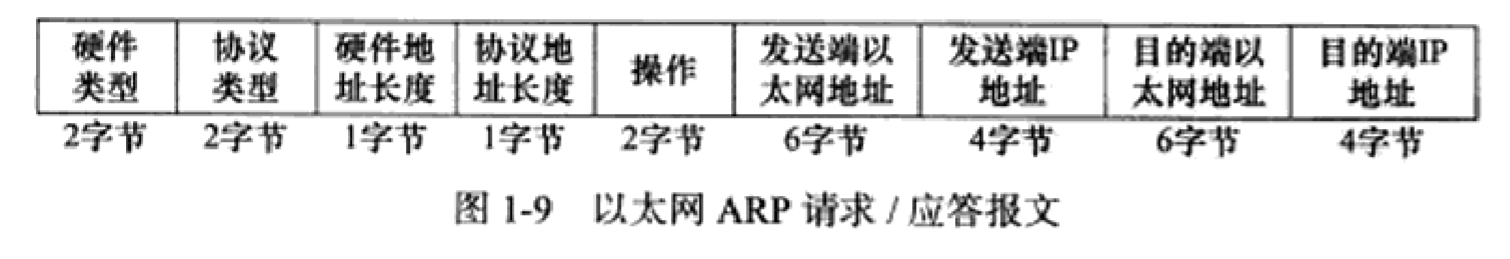 硬件 协议 硬件地 协议地 操作 发送端以 发送端IP 目的端以 目的端IP
类型 类型 址长度 址长度 太网地址 地址 太网地址 地址
2字节 2字节 1字节 1字节 2字节 6字节 4字节 6字节 4字节
图 1-9 以太网 ARP 请求 / 应答报文